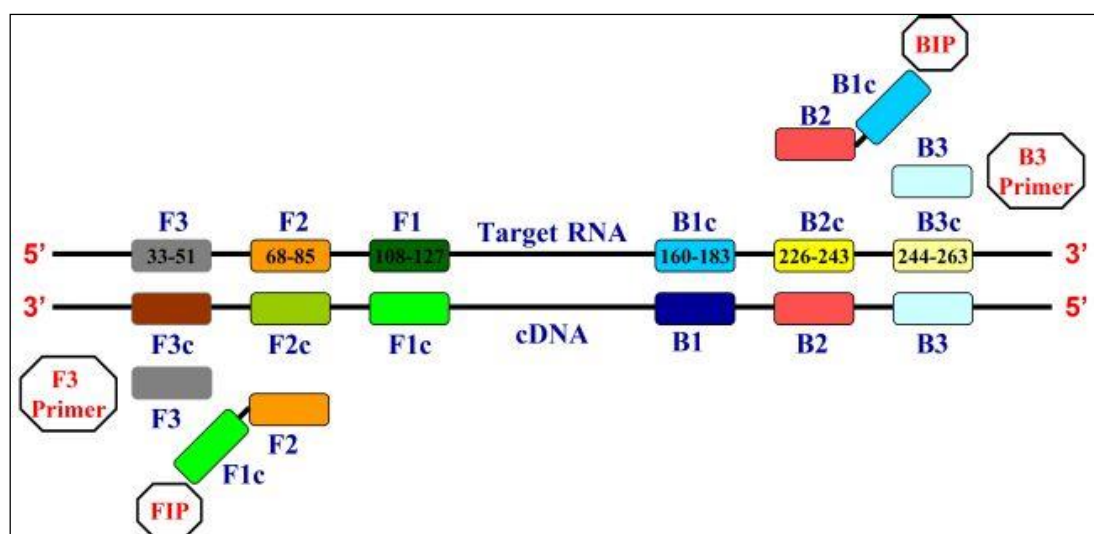 BIP
B1c
B2
B3
B3
Primer
F3
F2
F1
Target RNA
B1c
B2c
B3c
5’
33-51
68-85
108-127
160-183
226-243
244-263
3’
3’
5’
F3c
F2c
F1c
cDNA
B1
B2
B3
F3
Primer
F3
F2
F1c
FIP